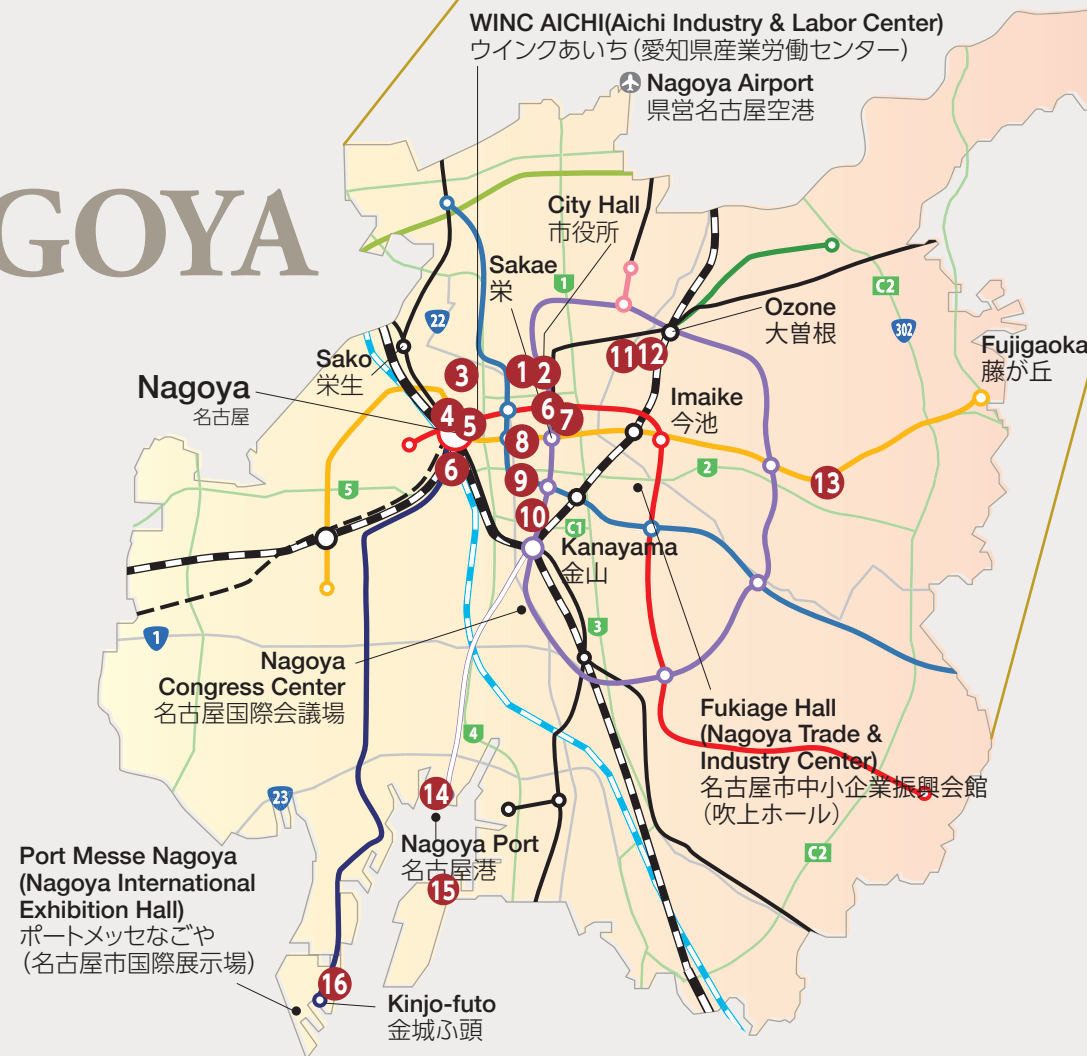 WINC AICHI(Aichi Industry & Labor Center)
ウインクあいち（愛知県産業労働センター）
Nagoya Airport
県営名古屋空港
GOYA
City Hall
市役所
Sakae
栄
1
C2
22
302
Ozone
大曽根
Sako
栄生
Fujigaoka
藤が丘
Nagoya
名古屋
3
1
2
11
12
4
5
6
7
Imaike
今池
8
6
9
2
13
5
10
C1
Kanayama
金山
1
3
Nagoya
Congress Center
名古屋国際会議場
Fukiage Hall
(Nagoya Trade &
Industry Center)
名古屋市中小企業振興会館
（吹上ホール）
4
23
14
Nagoya Port
名古屋港
15
C2
Port Messe Nagoya
(Nagoya International
Exhibition Hall)
ポートメッセなごや
（名古屋市国際展示場）
16
Kinjo-futo
金城ふ頭